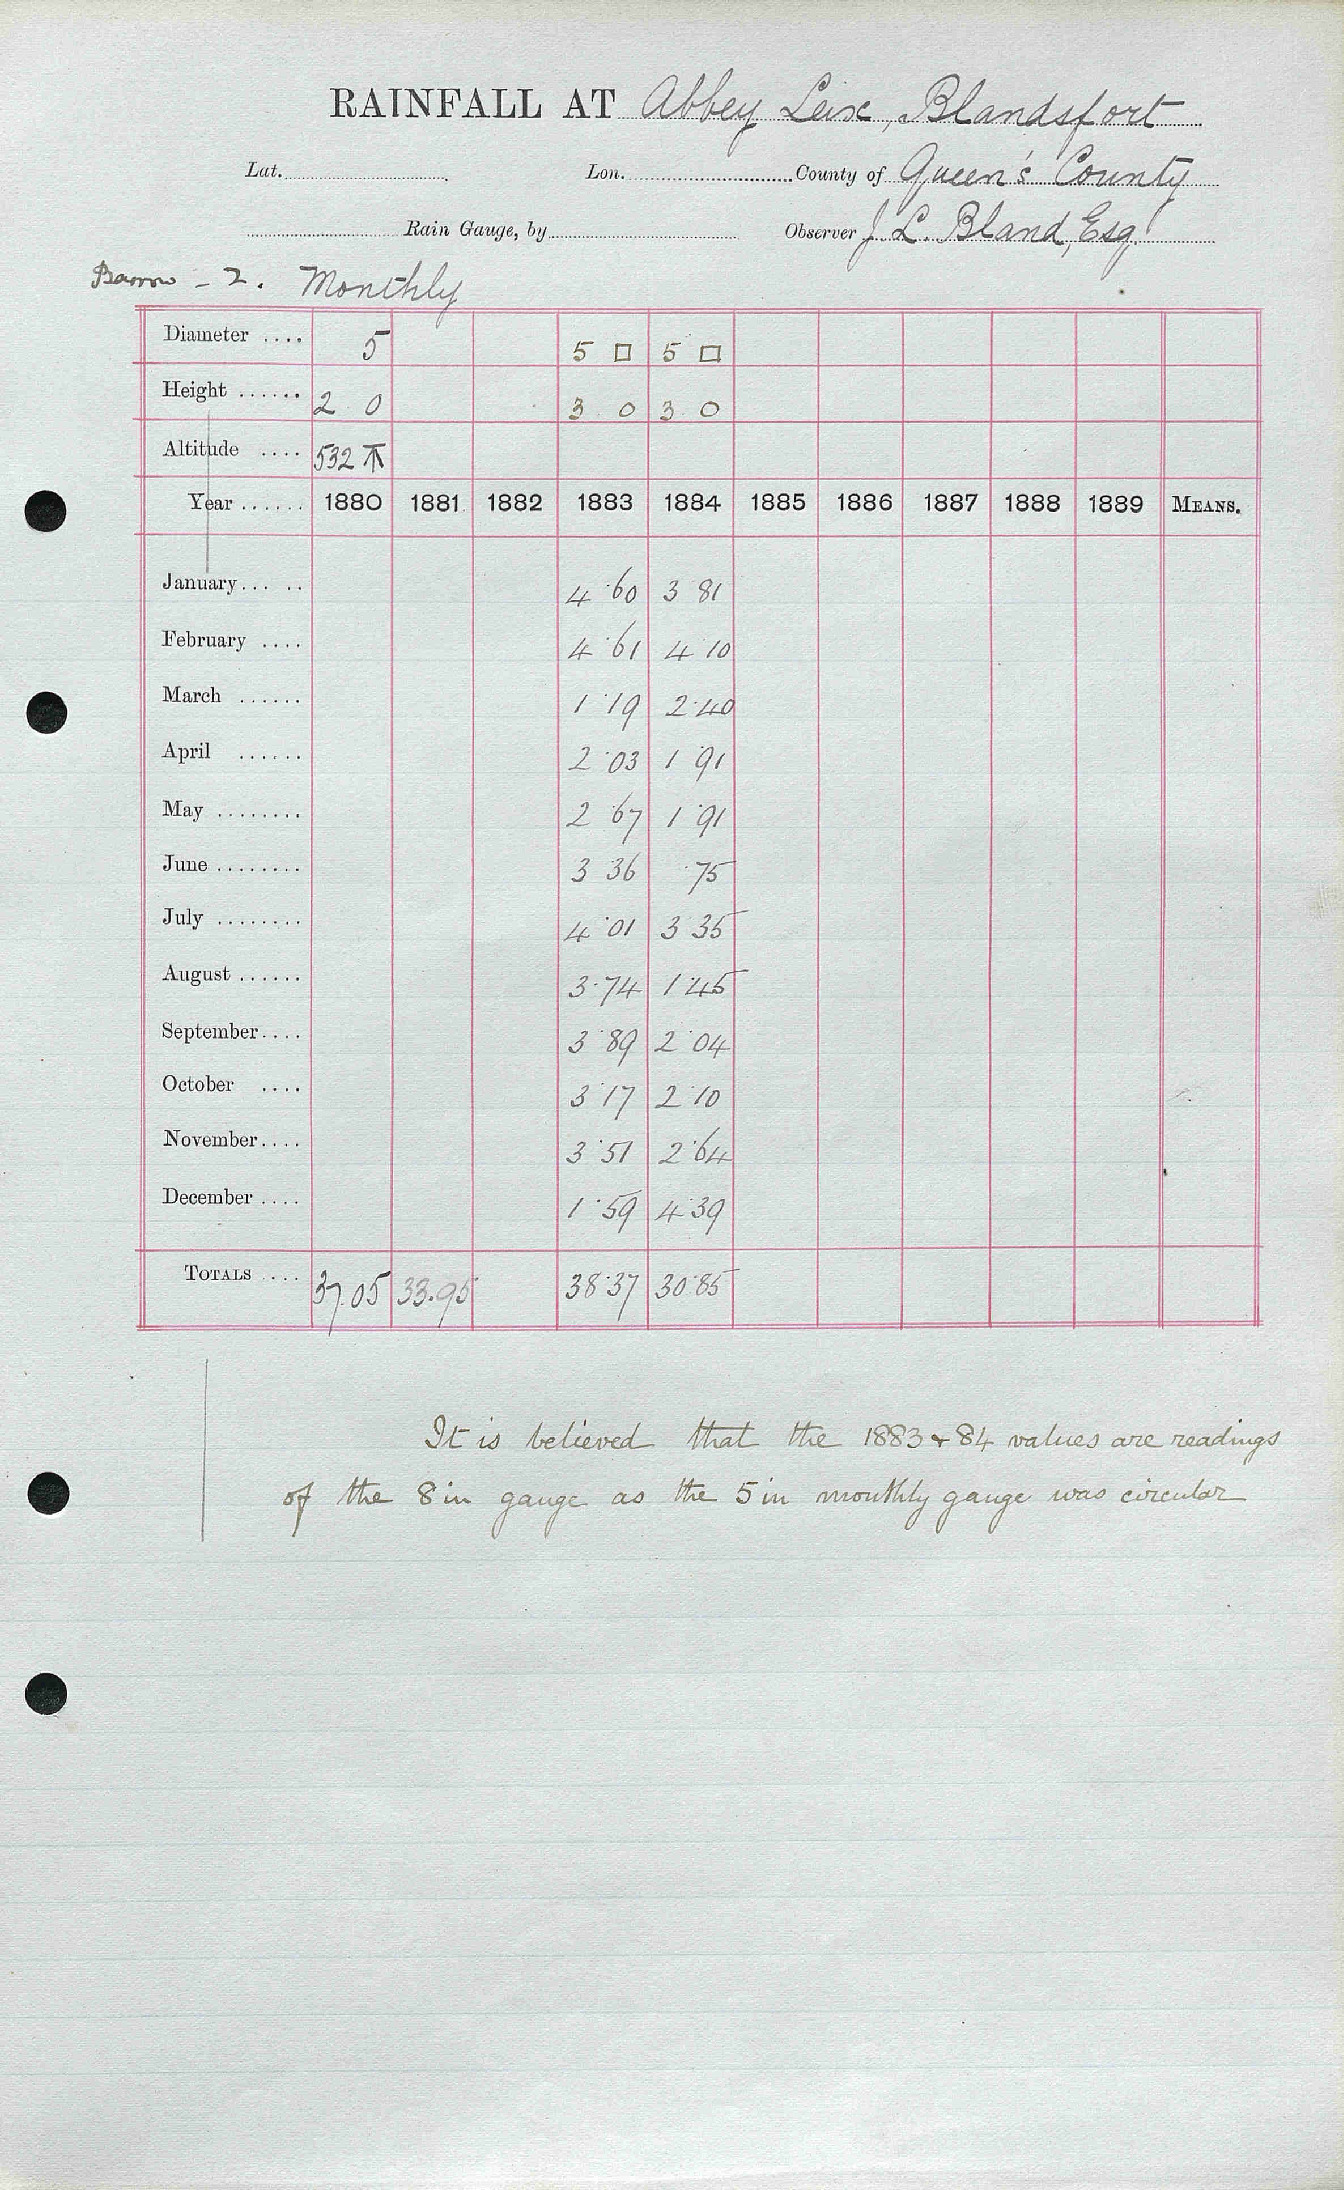 RAINFALL AT Abbey Leix, Blandsfort
Lat. Lon. County of Queen's County
Rain Gauge, by Observer J. L. Bland, Esq.
Barrow - 2. Monthly
Diameter .... 5 5 □ 5 □
Height ...... 2 0 3 0 3 0
Altitude .... 532
Year ...... 1880 1881 1882 1883 1884 1885 1886 1887 1888 1889 MEANS.
January... .. 4.60 3 81
February .... 4.61 4 10
March ...... 1.19 2.40
April ...... 2.03 1 91
May ........ 2 67 1.91
June ........ 3 36 .75
July ........ 4.01 3 35
August ...... 3.74 1.45
September.... 3.89 2 04
October .... 3.17 2.10
November.... 3.51 2.64
December .... 1.59 4.39
TOTALS .... 37.05 33.95 38.37 30.85
It is believed that the 1883 & 84 values are readings
of the 8 in gauge as the 5 in monthly gauge was circular